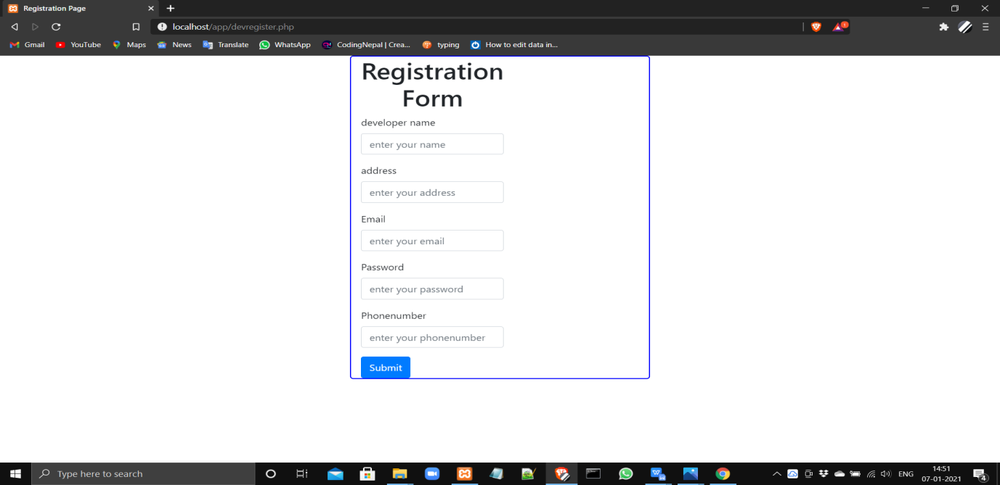 Registration Page
localhost/app/devregister.php
Gmail YouTube Maps News Translate WhatsApp CodingNepal | Crea... typing How to edit data in...
Registration
Form
developer name
enter your name
address
enter your address
Email
enter your email
Password
enter your password
Phonenumber
enter your phonenumber
Submit
Type here to search
ENG
14:51
07-01-2021
4